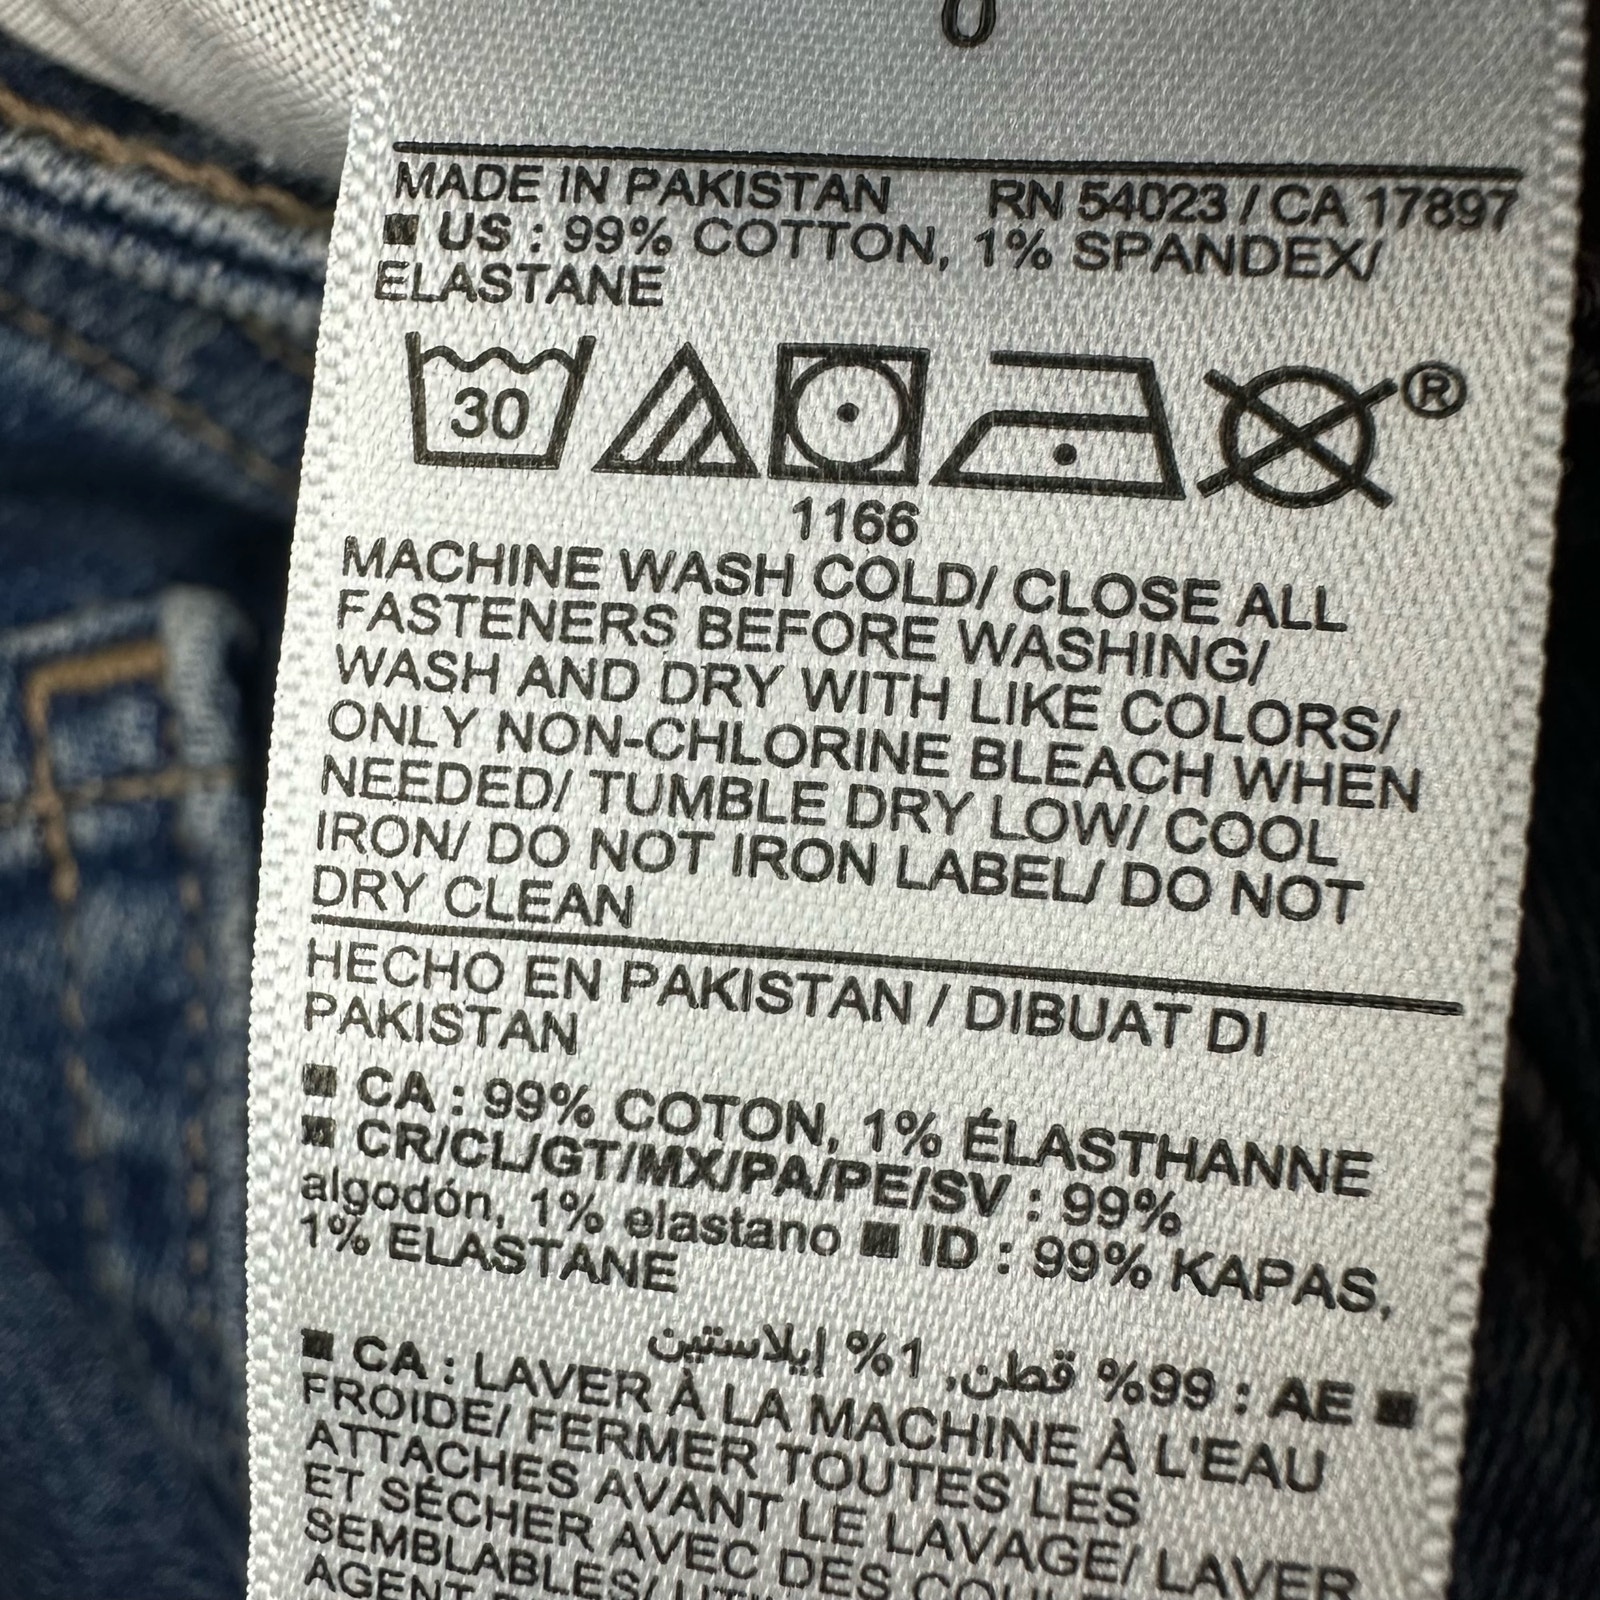 0
MADE IN PAKISTAN RN 54023 / CA 17897
■ US : 99% COTTON, 1% SPANDEX/
ELASTANE
30
®
1166
MACHINE WASH COLD/ CLOSE ALL
FASTENERS BEFORE WASHING/
WASH AND DRY WITH LIKE COLORS/
ONLY NON-CHLORINE BLEACH WHEN
NEEDED/ TUMBLE DRY LOW/ COOL
IRON/ DO NOT IRON LABEL/ DO NOT
DRY CLEAN
HECHO EN PAKISTAN / DIBUAT DI
PAKISTAN
■ CA : 99% COTON, 1% ÉLASTHANNE
■ CR/CL/GT/MX/PA/PE/SV : 99%
algodón, 1% elastano ■ ID : 99% KAPAS,
1% ELASTANE
■ AE : 99% قطن, 1% إيلاستين
■ CA : LAVER À LA MACHINE À L'EAU
FROIDE/ FERMER TOUTES LES
ATTACHES AVANT LE LAVAGE/ LAVER
ET SÉCHER AVEC DES
SEMBLABLES/
AGENT